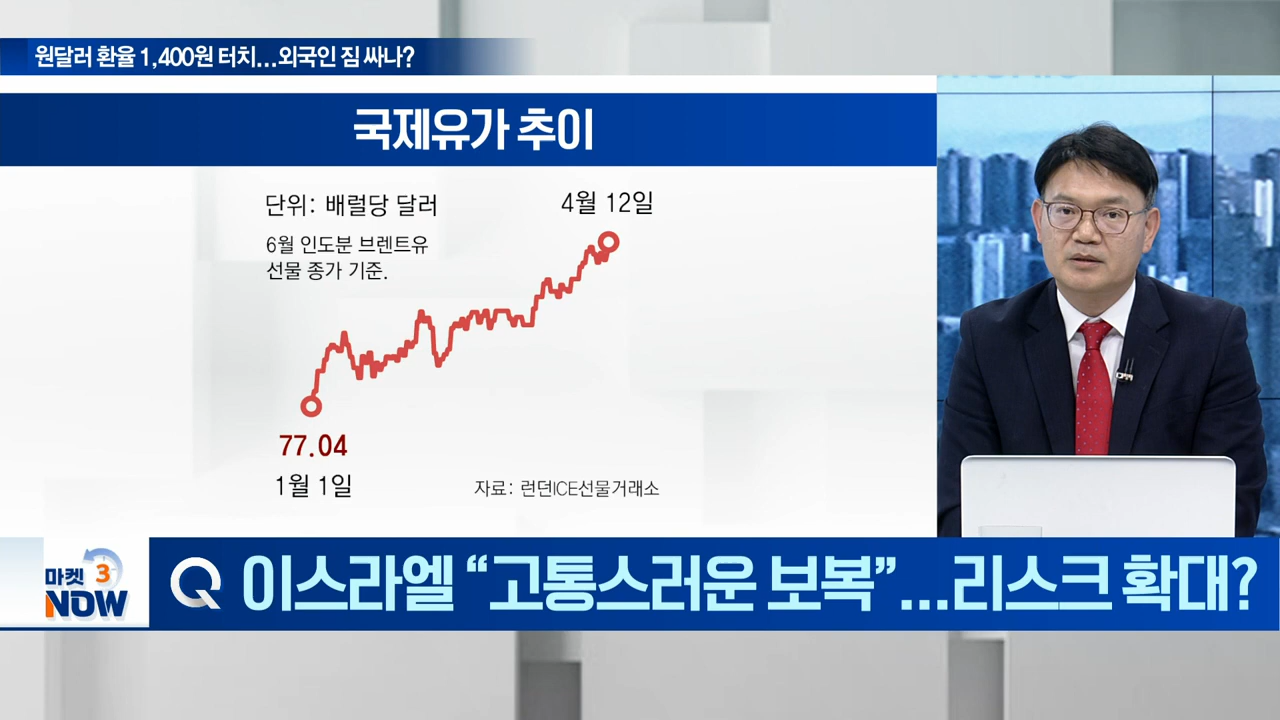 원달러 환율 1,400원 터치...외국인 짐 싸나?
국제유가 추이
단위: 배럴당 달러
4월 12일
6월 인도분 브렌트유
선물 종가 기준.
77.04
1월 1일
자료: 런던ICE선물거래소
마켓 3
NOW
Q 이스라엘 “고통스러운 보복”...리스크 확대?